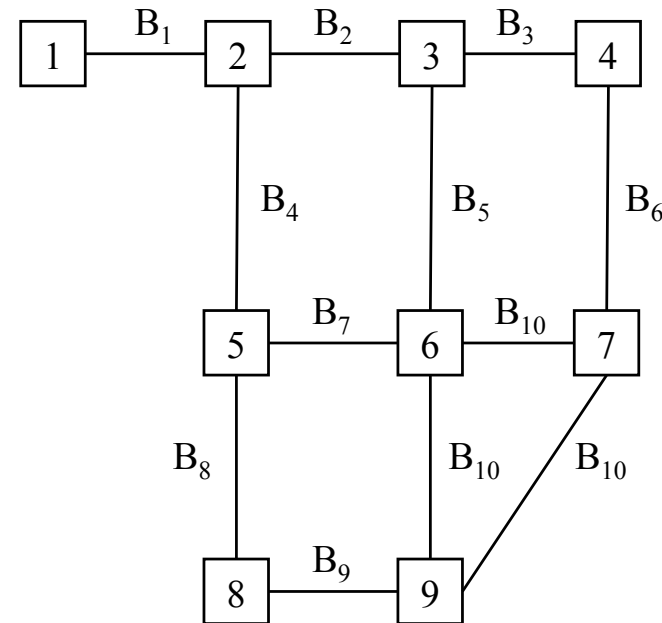 B₁ B₂ B₃
1 2 3 4
B₄ B₅ B₆
B₇ B₁₀
5 6 7
B₈ B₁₀ B₁₀
B₉
8 9